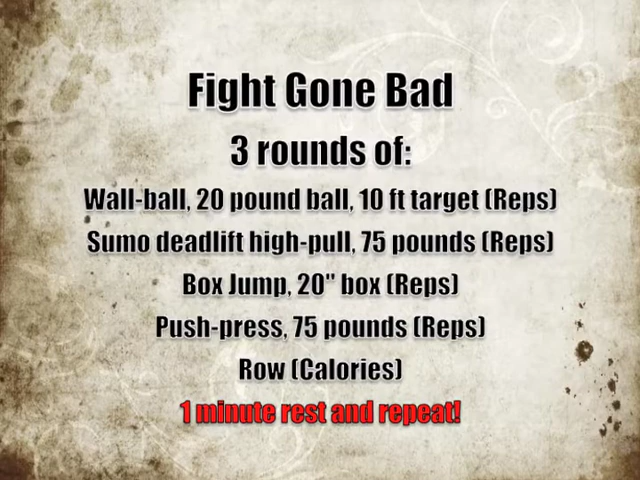 Fight Gone Bad
3 rounds of:
Wall-ball, 20 pound ball, 10 ft target (Reps)
Sumo deadlift high-pull, 75 pounds (Reps)
Box Jump, 20" box (Reps)
Push-press, 75 pounds (Reps)
Row (Calories)
1 minute rest and repeat!